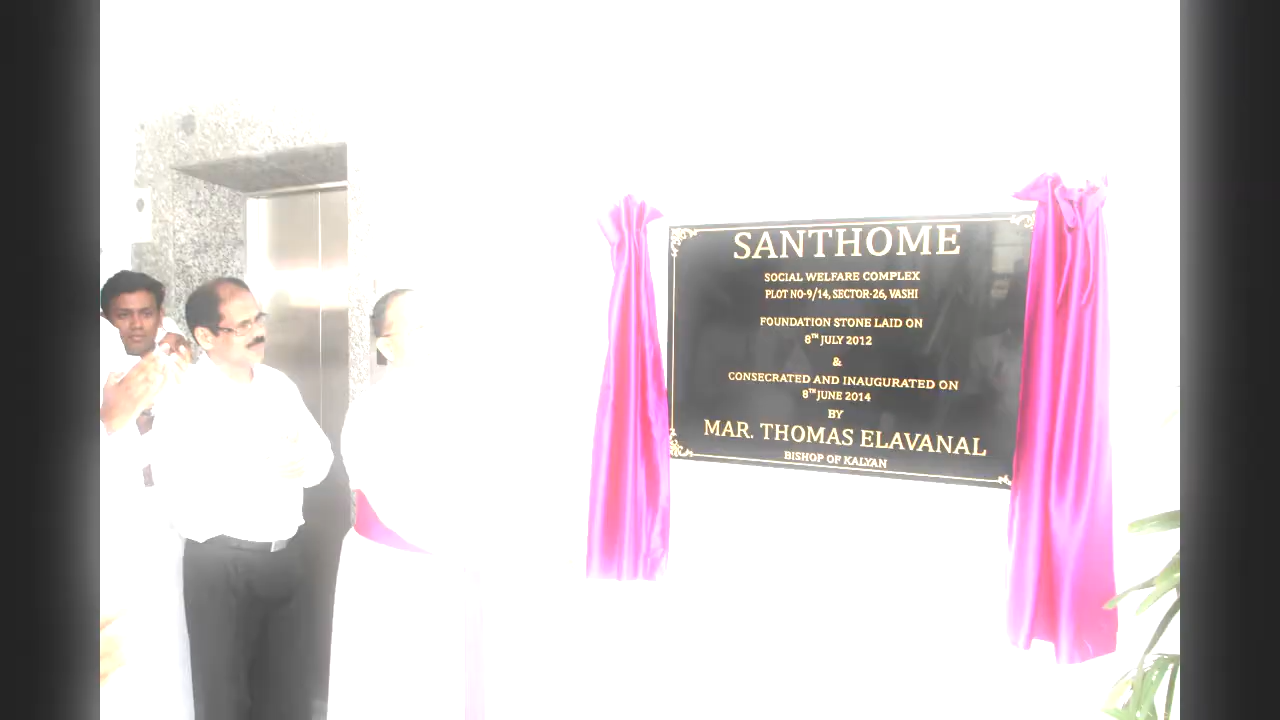 SANTHOME
SOCIAL WELFARE COMPLEX
PLOT NO-9/14, SECTOR-26, VASHI
FOUNDATION STONE LAID ON
8TH JULY 2012
&
CONSECRATED AND INAUGURATED ON
8TH JUNE 2014
BY
MAR. THOMAS ELAVANAL
BISHOP OF KALYAN